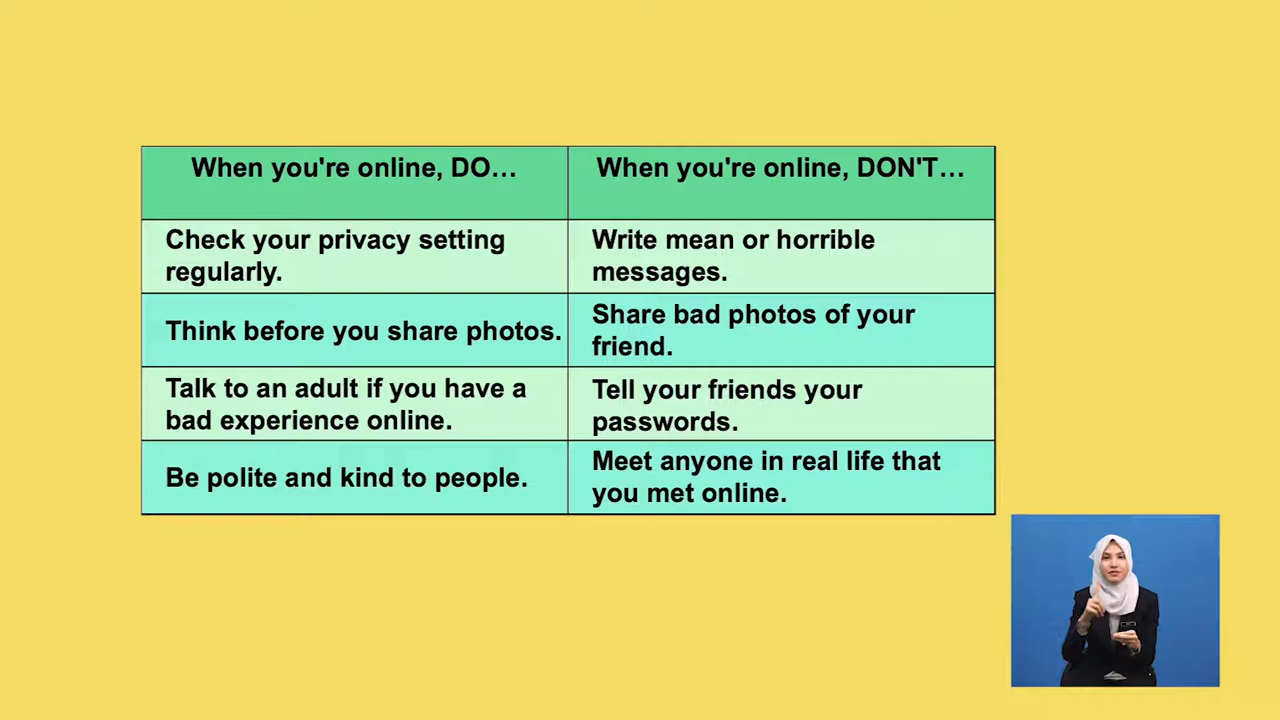 When you're online, DO...
When you're online, DON'T...
Check your privacy setting
regularly.
Write mean or horrible
messages.
Think before you share photos.
Share bad photos of your
friend.
Talk to an adult if you have a
bad experience online.
Tell your friends your
passwords.
Be polite and kind to people.
Meet anyone in real life that
you met online.